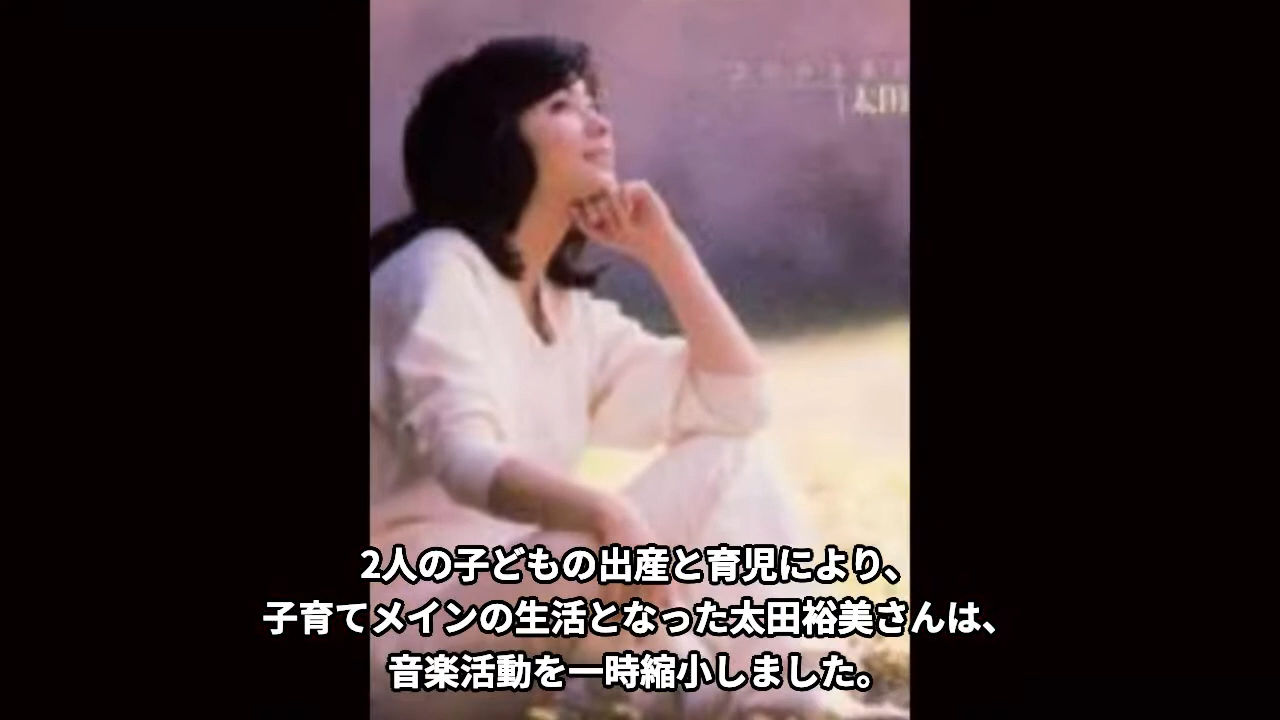 太田
2人の子どもの出産と育児により、
子育てメインの生活となった太田裕美さんは、
音楽活動を一時縮小しました。